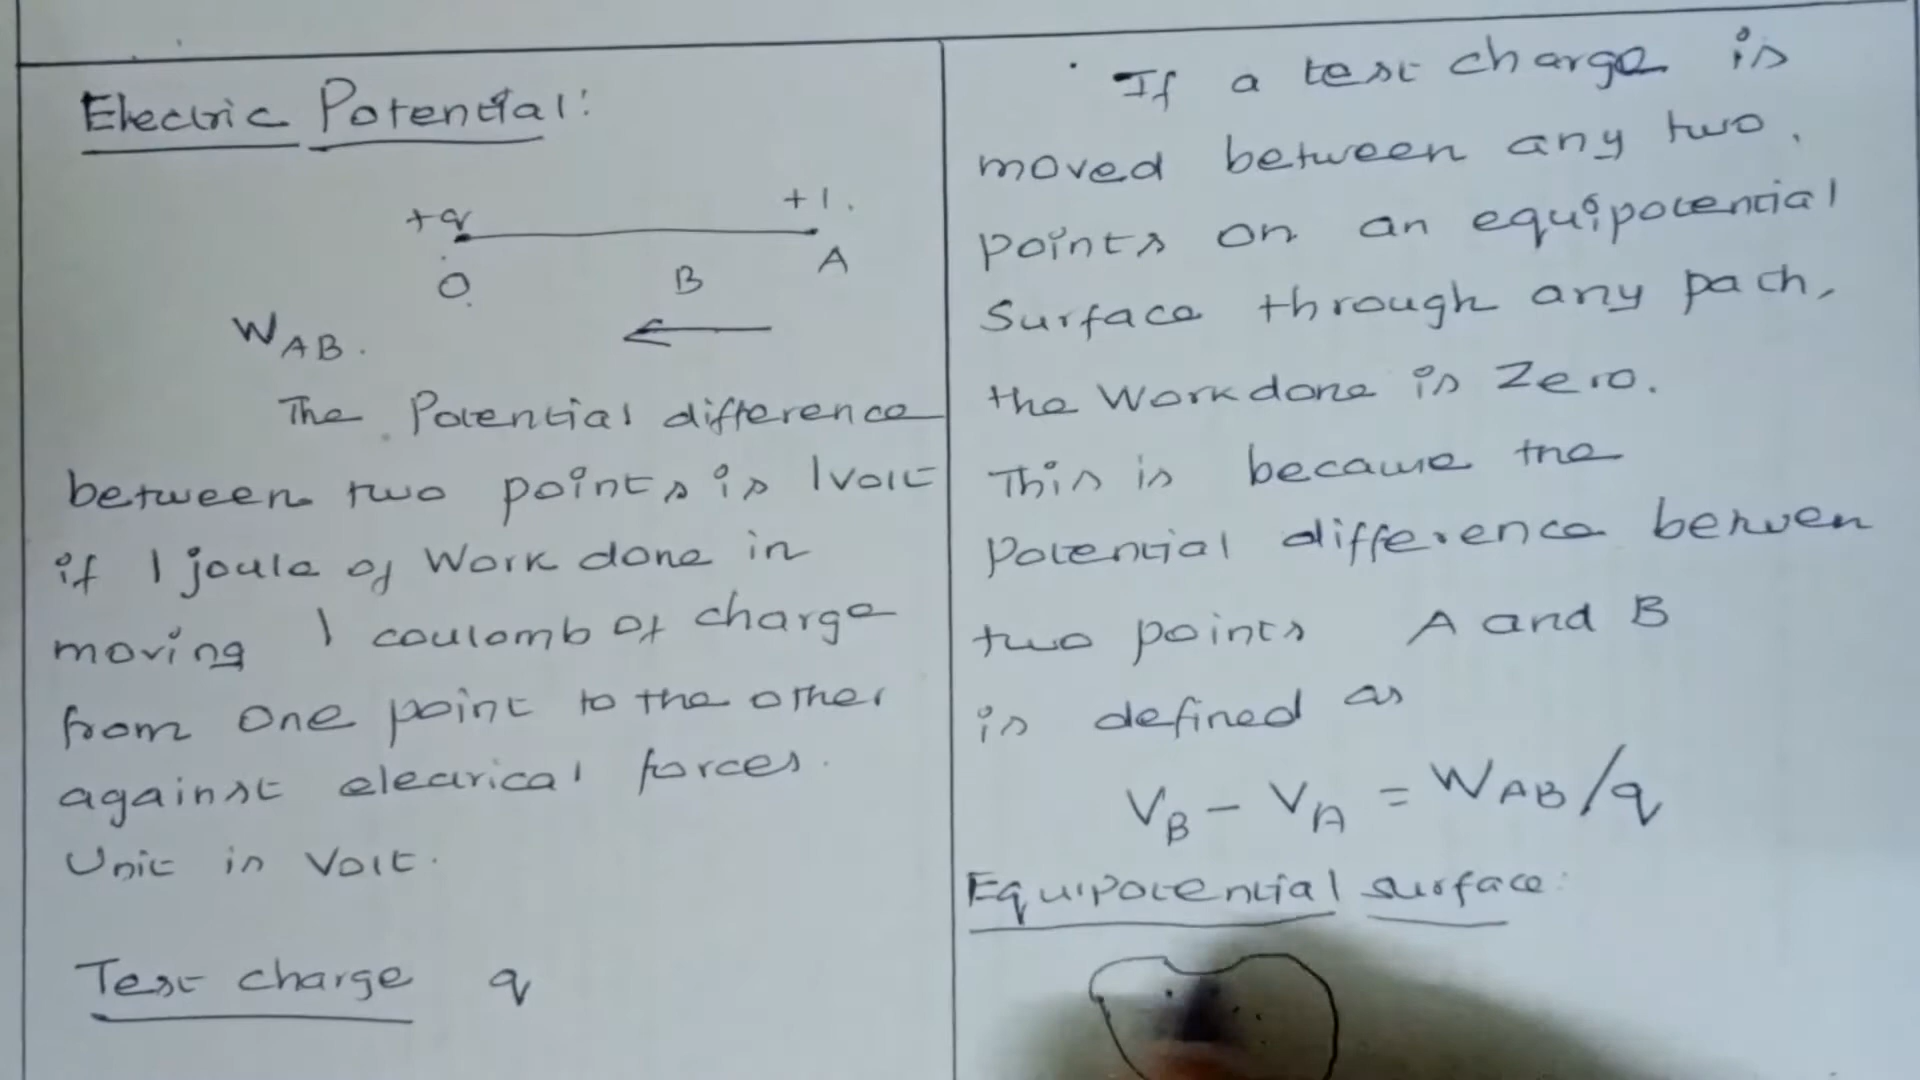 Electric Potential:
+q +1.
O. B A
WAB.
The Potential difference
between two points is 1volt
if 1 joule of Work done in
moving 1 coulomb of charge
from one point to the other
against electrical forces.
Unit is Volt.
Test charge q
If a test charge is
moved between any two
points on an equipotential
Surface through any path,
the Workdone is Zero.
This is because the
Potential difference betwen
two points A and B
is defined as
VB - VA = WAB/q
Equipotential surface: